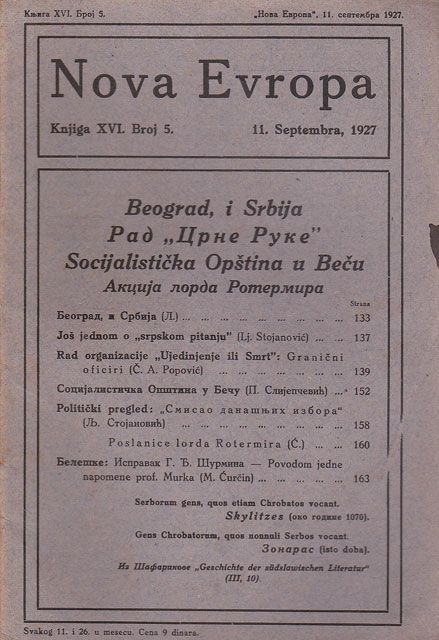 Књига XVI. Број 5. „Нова Европа", 11. септембра 1927.
Nova Evropa
Knjiga XVI. Broj 5. 11. Septembra, 1927
Beograd, i Srbija
Рад „Црне Руке"
Socijalistička Opština u Beču
Акција лорда Ротермира
Strana
Београд, и Србија (Л.) ... ... ... ... ... ... ... 133
Još jednom o „srpskom pitanju" (Lj. Stojanović) ... ... 137
Rad organizacije „Ujedinjenje ili Smrt": Granični
oficiri (Č. A. Popović) ... ... ... ... ... ... 139
Социјалистичка Општина у Бечу (П. Слијепчевић) ... 152
Politički pregled: „Смисао данашњих избора"
(Љ. Стојановић) ... ... ... ... ... ... ... 158
Poslanice lorda Rotermira (Ć.) ... ... 160
Белешке: Исправак Г. Ђ. Шурмина — Povodom jedne
napomene prof. Murka (M. Ćurčin) ... ... ... ... 163
Serborum gens, quos etiam Chrobatos vocant.
Skylitzes (око године 1070).
Gens Chrobatorum, quos nonnuli Serbos vocant.
Зонарас (isto doba).
Из Шафарикове „Geschichte der südslawischen Literatur"
(III, 10).
Svakog 11. i 26. u mesecu. Cena 9 dinara.